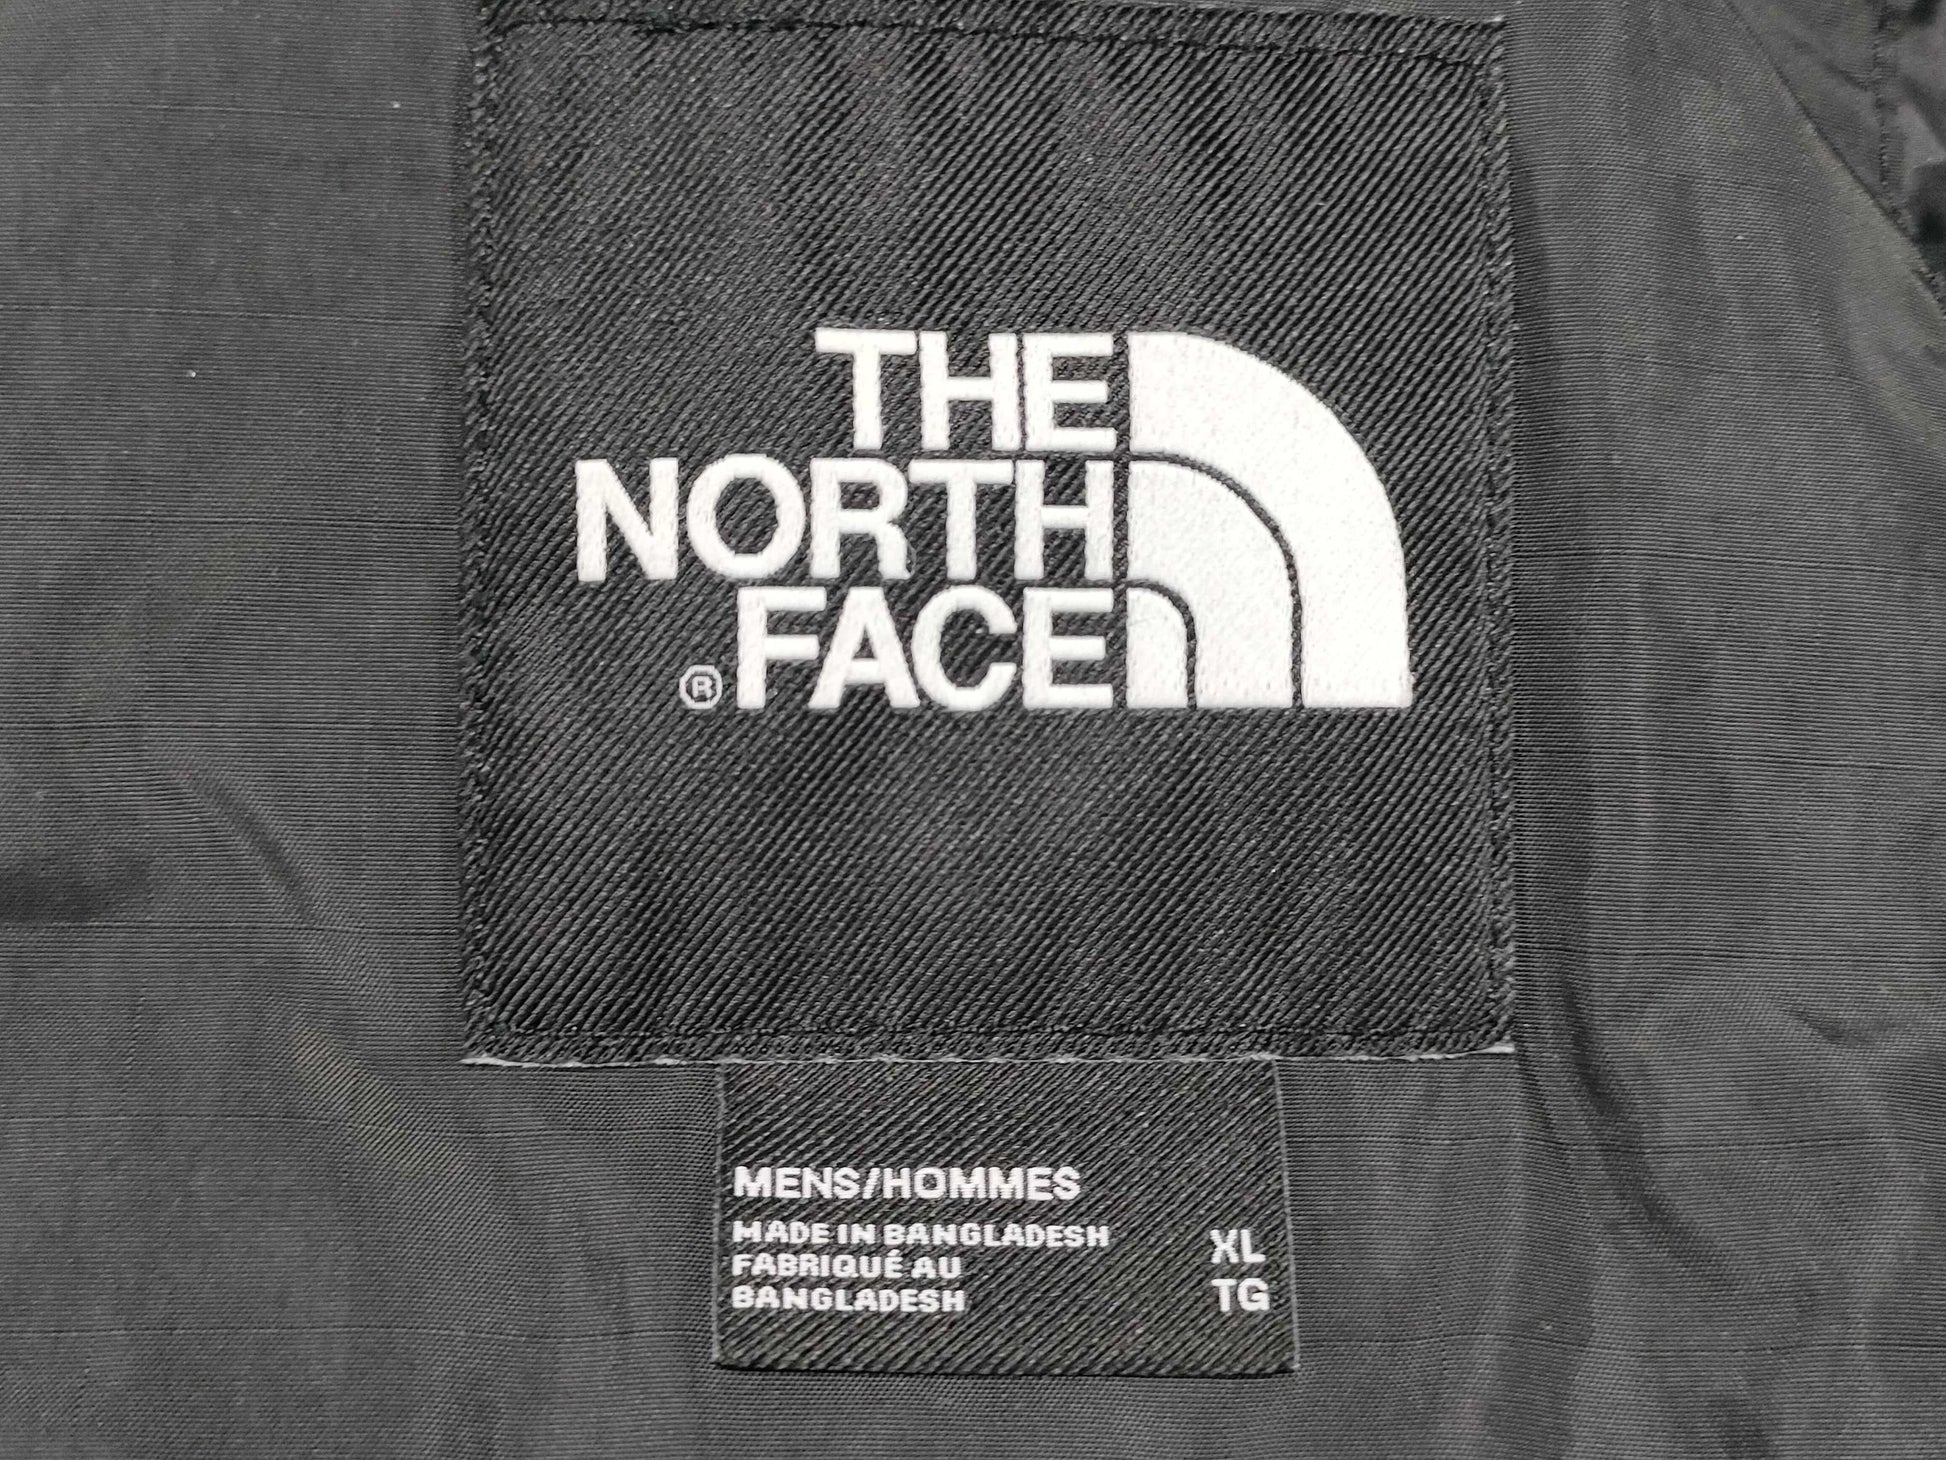 THE
NORTH
® FACE
MENS/HOMMES
MADE IN BANGLADESH
FABRIQUÉ AU
BANGLADESH
XL
TG